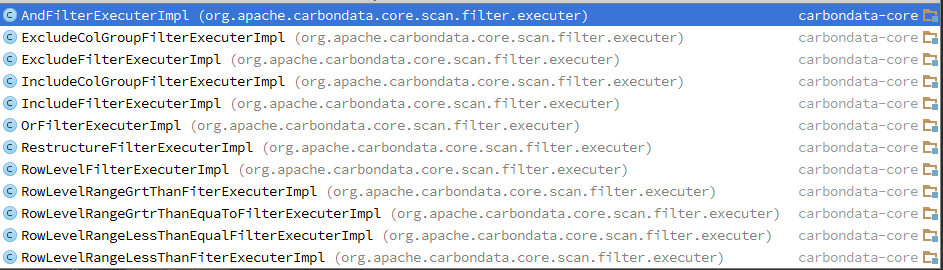 AndFilterExecuterImpl (org.apache.carbondata.core.scan.filter.executer) carbondata-core
ExcludeColGroupFilterExecuterImpl (org.apache.carbondata.core.scan.filter.executer) carbondata-core
ExcludeFilterExecuterImpl (org.apache.carbondata.core.scan.filter.executer) carbondata-core
IncludeColGroupFilterExecuterImpl (org.apache.carbondata.core.scan.filter.executer) carbondata-core
IncludeFilterExecuterImpl (org.apache.carbondata.core.scan.filter.executer) carbondata-core
OrFilterExecuterImpl (org.apache.carbondata.core.scan.filter.executer) carbondata-core
RestructureFilterExecuterImpl (org.apache.carbondata.core.scan.filter.executer) carbondata-core
RowLevelFilterExecuterImpl (org.apache.carbondata.core.scan.filter.executer) carbondata-core
RowLevelRangeGrtThanFiterExecuterImpl (org.apache.carbondata.core.scan.filter.executer) carbondata-core
RowLevelRangeGrtrThanEquaToFilterExecuterImpl (org.apache.carbondata.core.scan.filter.executer) carbondata-core
RowLevelRangeLessThanEqualFilterExecuterImpl (org.apache.carbondata.core.scan.filter.executer) carbondata-core
RowLevelRangeLessThanFiterExecuterImpl (org.apache.carbondata.core.scan.filter.executer) carbondata-core